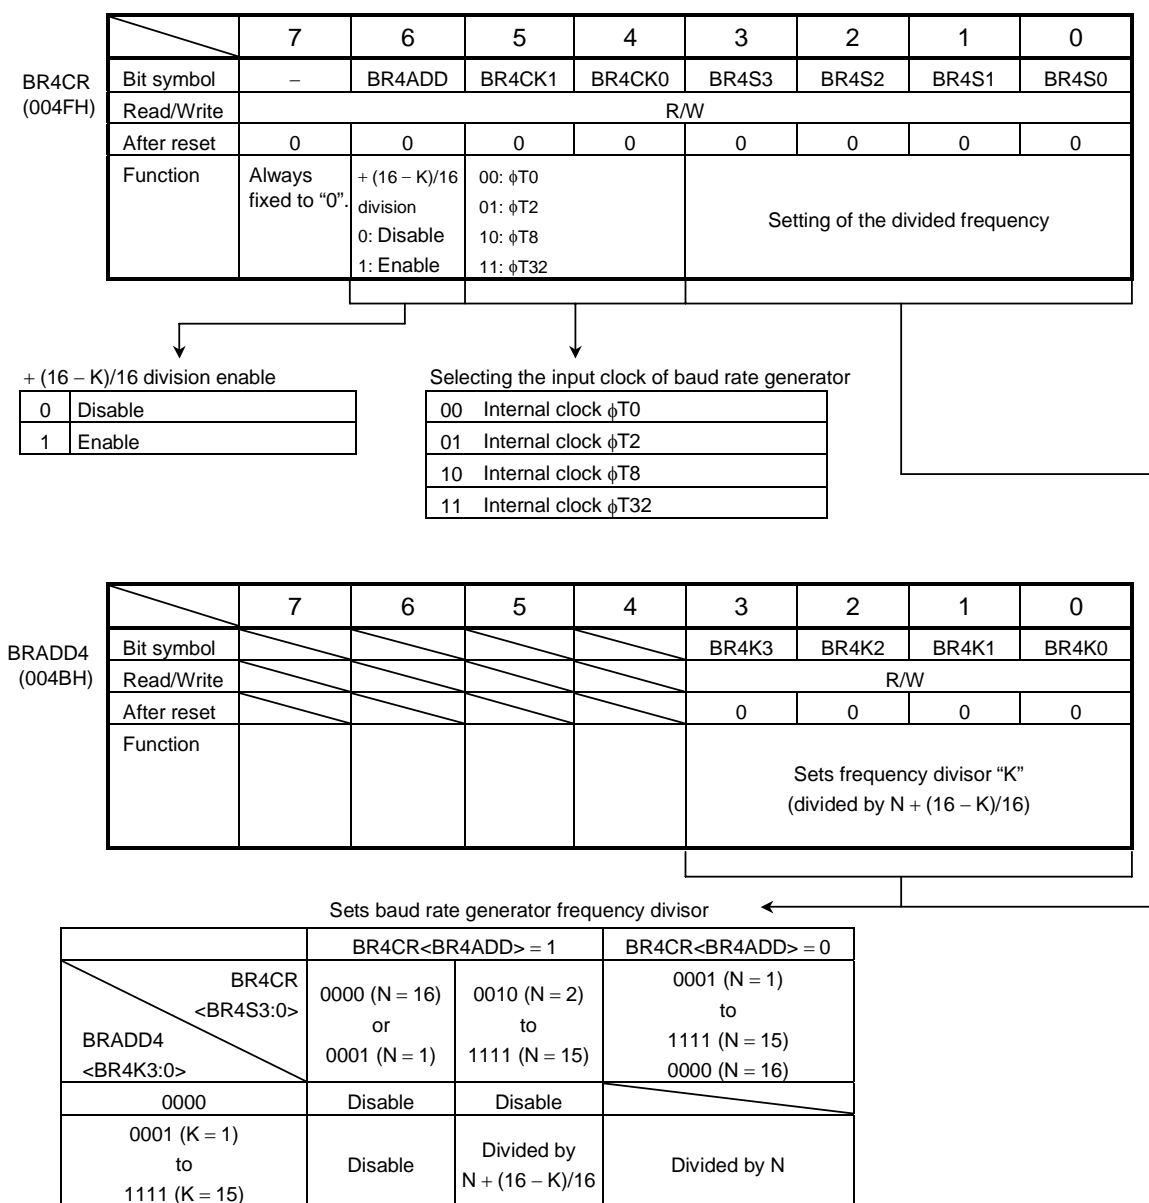 7 6 5 4 3 2 1 0
BR4CR
(004FH)
Bit symbol – BR4ADD BR4CK1 BR4CK0 BR4S3 BR4S2 BR4S1 BR4S0
Read/Write R/W
After reset 0 0 0 0 0 0 0 0
Function
Always
fixed to “0”.
+ (16 − K)/16
division
0: Disable
1: Enable
00: ϕT0
01: ϕT2
10: ϕT8
11: ϕT32
Setting of the divided frequency
+ (16 − K)/16 division enable
0 Disable
1 Enable
Selecting the input clock of baud rate generator
00 Internal clock ϕT0
01 Internal clock ϕT2
10 Internal clock ϕT8
11 Internal clock ϕT32
7 6 5 4 3 2 1 0
BRADD4
(004BH)
Bit symbol BR4K3 BR4K2 BR4K1 BR4K0
Read/Write R/W
After reset 0 0 0 0
Function
Sets frequency divisor “K”
(divided by N + (16 − K)/16)
Sets baud rate generator frequency divisor
BR4CR<BR4ADD> = 1 BR4CR<BR4ADD> = 0
BR4CR
<BR4S3:0>
BRADD4
<BR4K3:0>
0000 (N = 16)
or
0001 (N = 1)
0010 (N = 2)
to
1111 (N = 15)
0001 (N = 1)
to
1111 (N = 15)
0000 (N = 16)
0000 Disable Disable
0001 (K = 1)
to
1111 (K = 15)
Disable
Divided by
N + (16 − K)/16
Divided by N